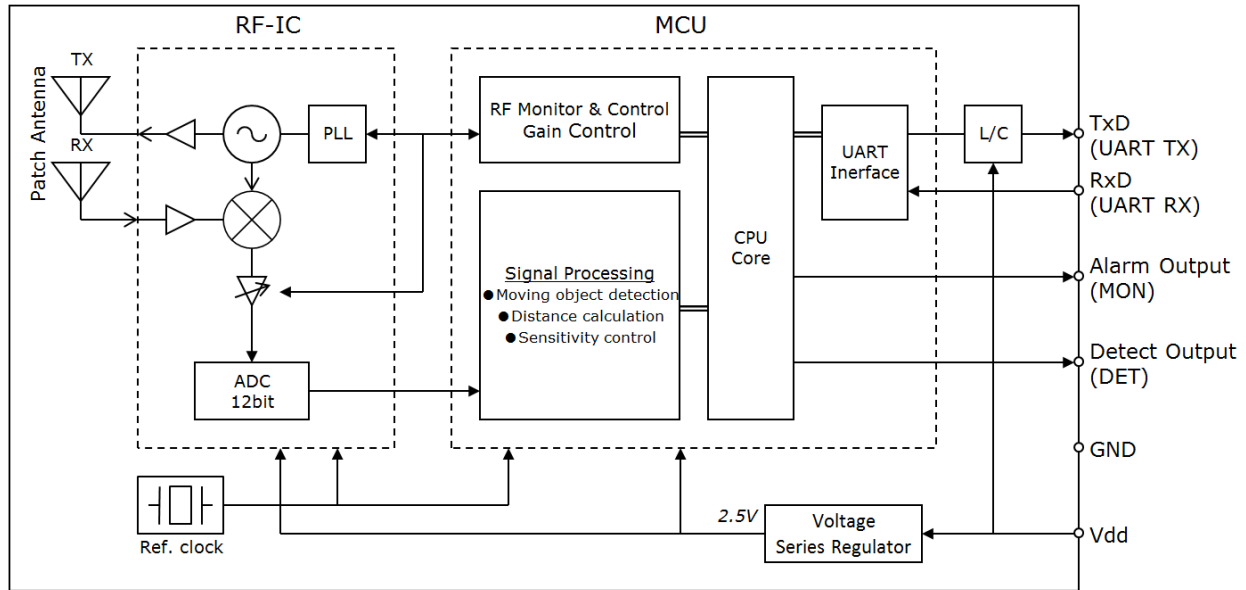 RF-IC
MCU
Patch Antenna
TX
RX
PLL
RF Monitor & Control
Gain Control
UART
Inerface
L/C
TxD
(UART TX)
RxD
(UART RX)
CPU
Core
Signal Processing
●Moving object detection
●Distance calculation
●Sensitivity control
Alarm Output
(MON)
Detect Output
(DET)
ADC
12bit
GND
Ref. clock
2.5V
Voltage
Series Regulator
Vdd